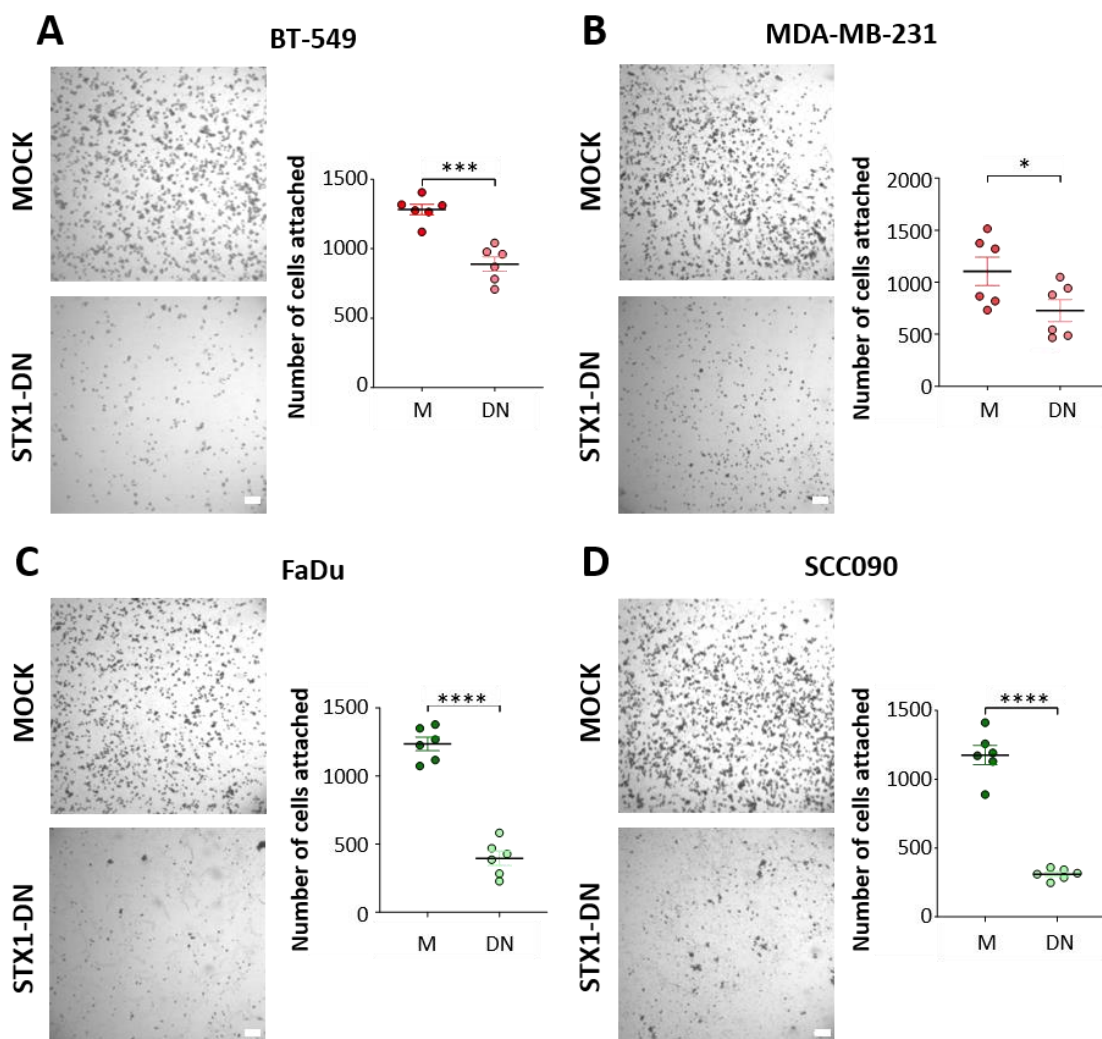 A
BT-549
MOCK
STX1-DN
Number of cells attached
1500
1000
500
0
***
M
DN
B
MDA-MB-231
MOCK
STX1-DN
Number of cells attached
2000
1500
1000
500
0
*
M
DN
C
FaDu
MOCK
STX1-DN
Number of cells attached
1500
1000
500
0
****
M
DN
D
SCC090
MOCK
STX1-DN
Number of cells attached
1500
1000
500
0
****
M
DN